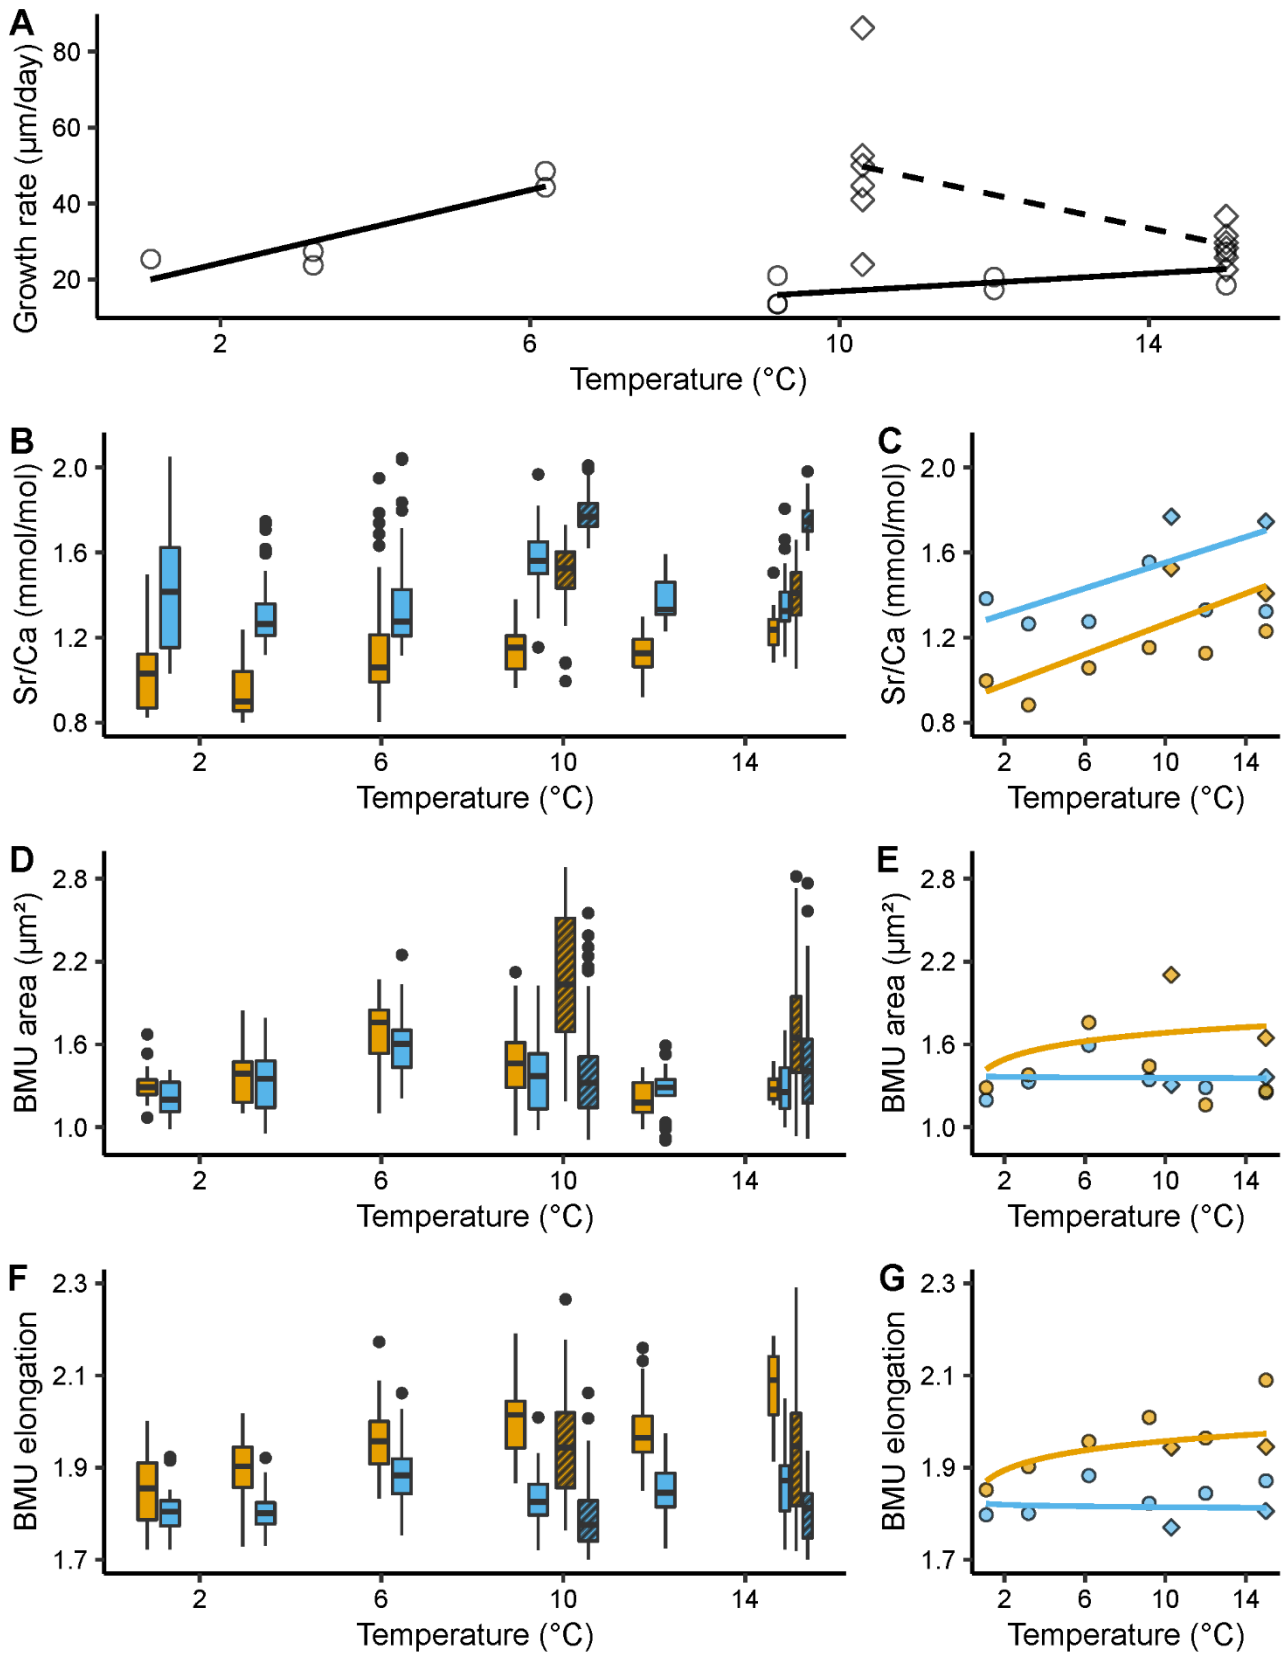 A
Growth rate (µm/day)
80
60
40
20
2 6 10 14
Temperature (°C)
B
Sr/Ca (mmol/mol)
2.0
1.6
1.2
0.8
2 6 10 14
Temperature (°C)
C
Sr/Ca (mmol/mol)
2.0
1.6
1.2
0.8
2 6 10 14
Temperature (°C)
D
BMU area (µm²)
2.8
2.2
1.6
1.0
2 6 10 14
Temperature (°C)
E
BMU area (µm²)
2.8
2.2
1.6
1.0
2 6 10 14
Temperature (°C)
F
BMU elongation
2.3
2.1
1.9
1.7
2 6 10 14
Temperature (°C)
G
BMU elongation
2.3
2.1
1.9
1.7
2 6 10 14
Temperature (°C)